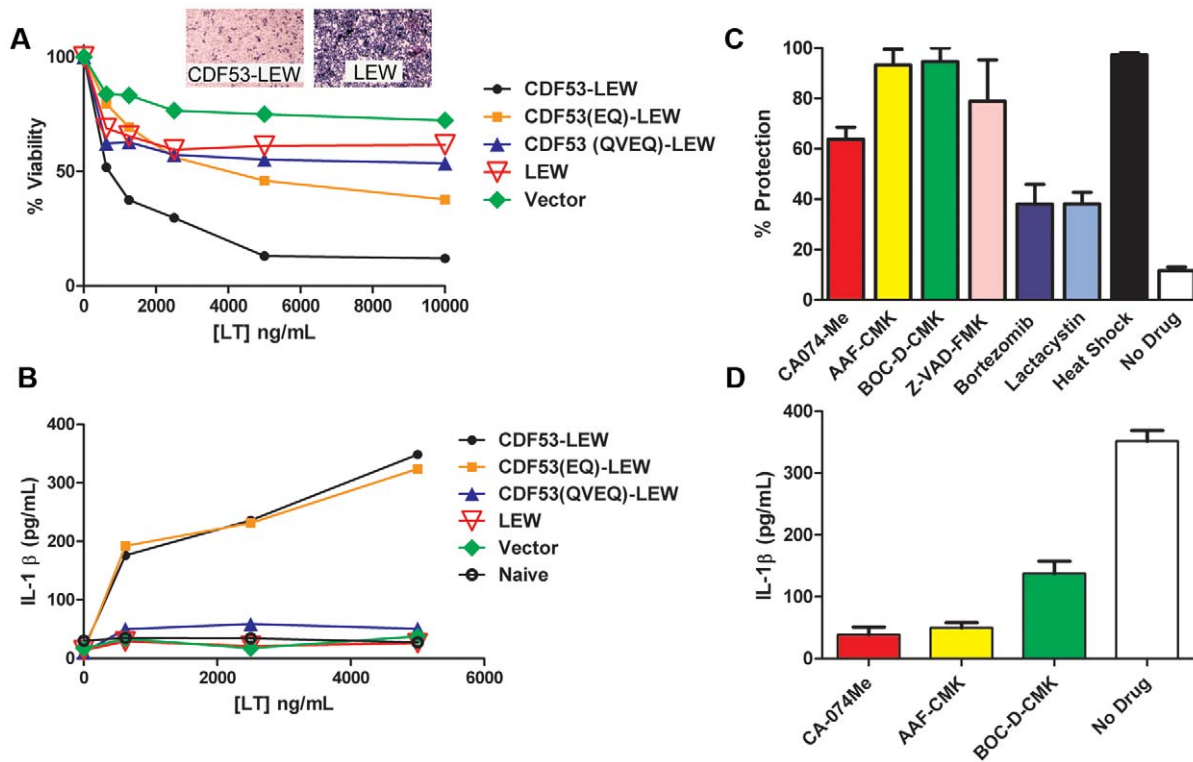 A
CDF53-LEW
LEW
% Viability
100
50
0
0
2000
4000
6000
8000
10000
[LT] ng/mL
CDF53-LEW
CDF53(EQ)-LEW
CDF53 (QVEQ)-LEW
LEW
Vector
B
IL-1 β (pg/mL)
400
300
200
100
0
0
2000
4000
6000
[LT] ng/mL
CDF53-LEW
CDF53(EQ)-LEW
CDF53(QVEQ)-LEW
LEW
Vector
Naive
C
% Protection
100
80
60
40
20
0
CA074-Me
AAF-CMK
BOC-D-CMK
Z-VAD-FMK
Bortezomib
Lactacystin
Heat Shock
No Drug
D
IL-1β (pg/mL)
400
300
200
100
0
CA-074Me
AAF-CMK
BOC-D-CMK
No Drug